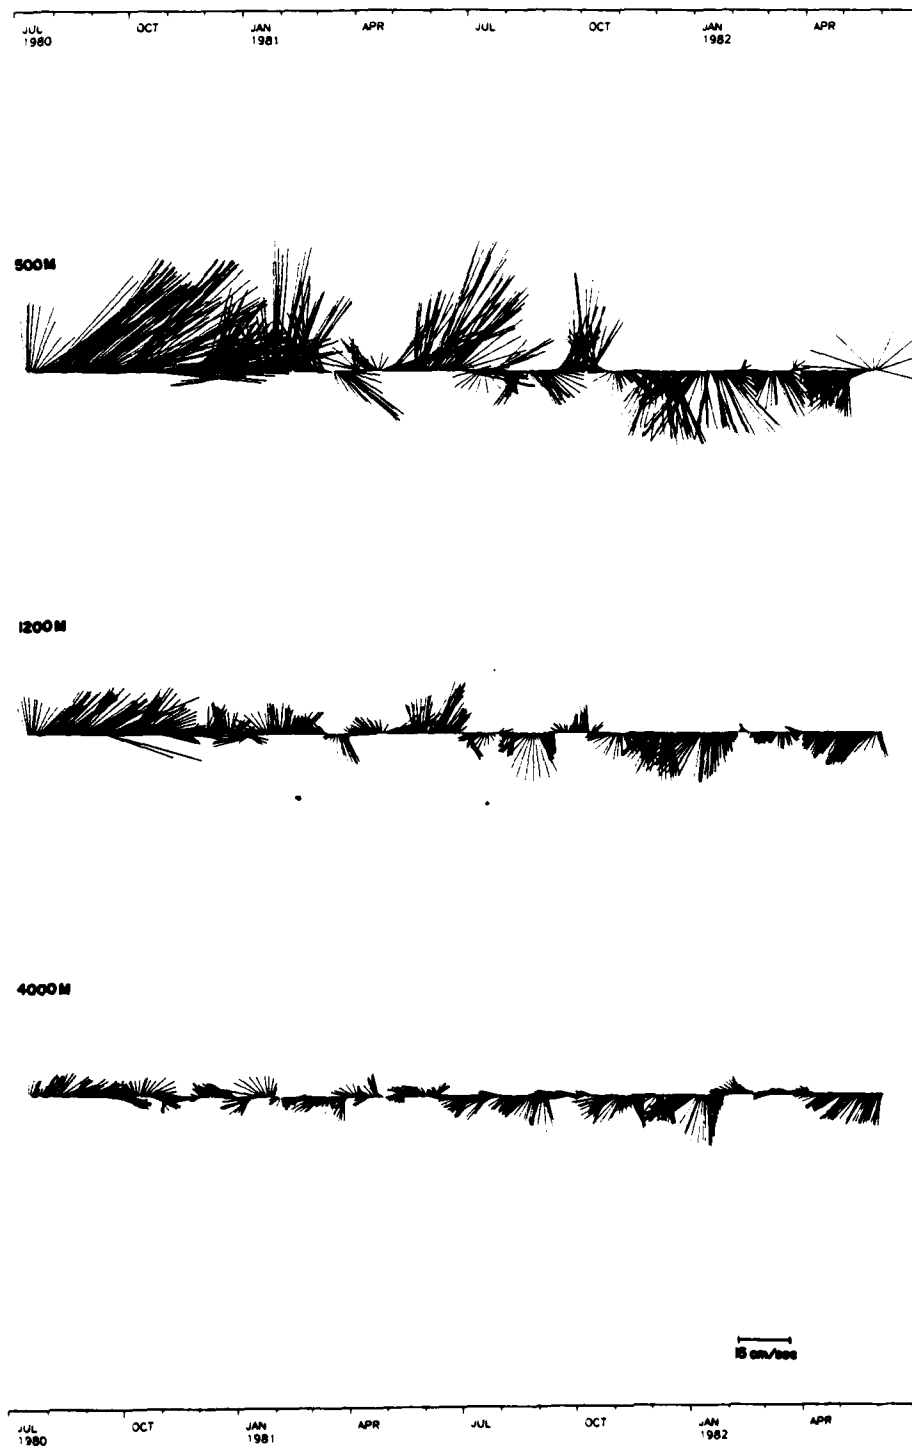 JUL OCT JAN APR JUL OCT JAN APR
1980 1981 1982
500M
1200M
4000M
15 cm/sec
JUL OCT JAN APR JUL OCT JAN APR
1980 1981 1982